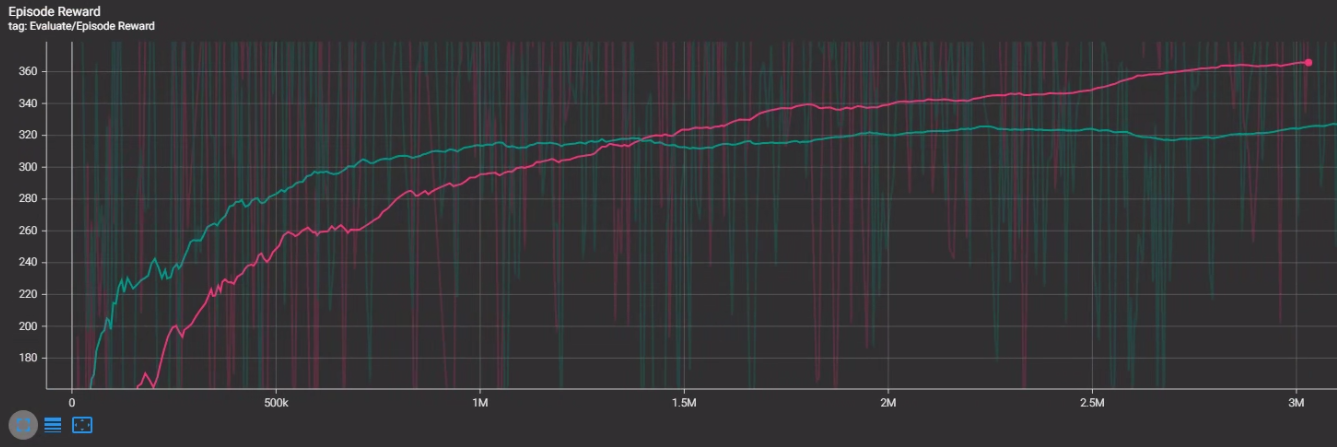 Episode Reward
tag: Evaluate/Episode Reward
360
340
320
300
280
260
240
220
200
180
0
500k
1M
1.5M
2M
2.5M
3M